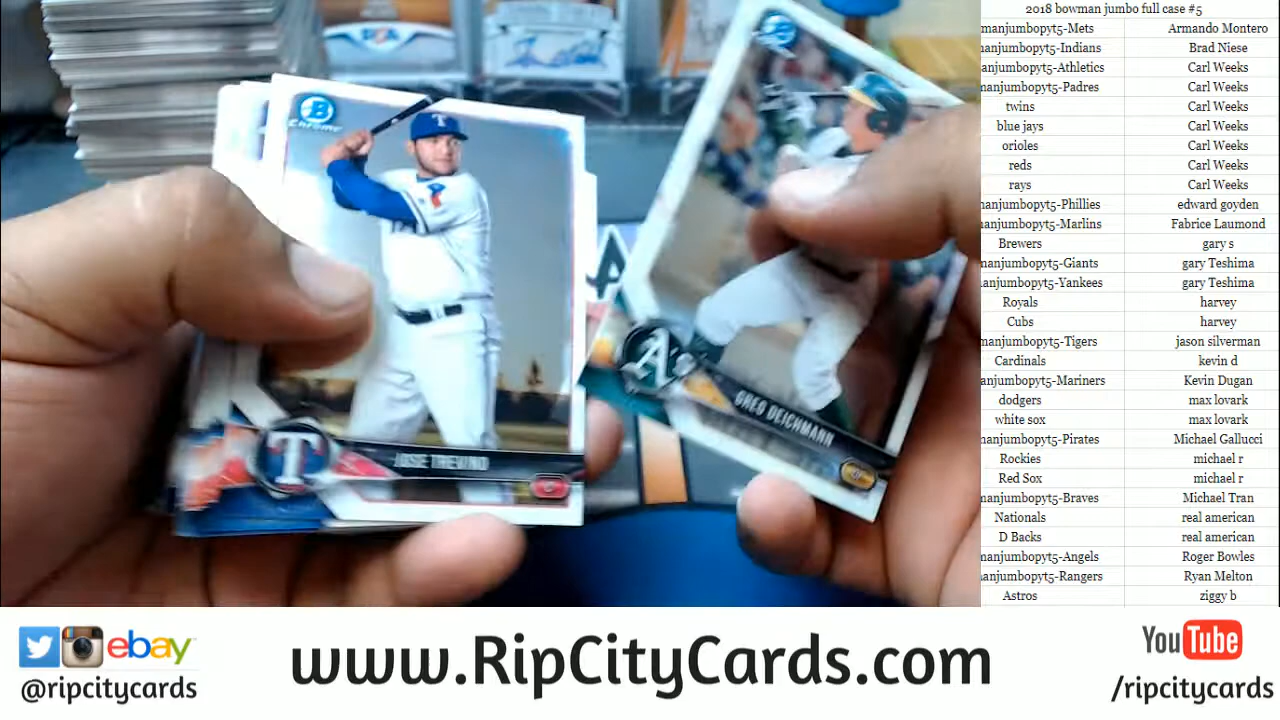 2018 bowman jumbo full case #5
manjumbopyt5-Mets Armando Montero
manjumbopyt5-Indians Brad Niese
manjumbopyt5-Athletics Carl Weeks
manjumbopyt5-Padres Carl Weeks
twins Carl Weeks
blue jays Carl Weeks
orioles Carl Weeks
reds Carl Weeks
rays Carl Weeks
manjumbopyt5-Phillies edward goyden
manjumbopyt5-Marlins Fabrice Laumond
Brewers gary s
manjumbopyt5-Giants gary Teshima
manjumbopyt5-Yankees gary Teshima
Royals harvey
Cubs harvey
manjumbopyt5-Tigers jason silverman
Cardinals kevin d
manjumbopyt5-Mariners Kevin Dugan
dodgers max lovark
white sox max lovark
manjumbopyt5-Pirates Michael Gallucci
Rockies michael r
Red Sox michael r
manjumbopyt5-Braves Michael Tran
Nationals real american
D Backs real american
manjumbopyt5-Angels Roger Bowles
manjumbopyt5-Rangers Ryan Melton
Astros ziggy b
B
Chrome
T
T
JOSE TREVINO
A's
GREG DEICHMANN
ebay
@ripcitycards
www.RipCityCards.com
YouTube
/ripcitycards